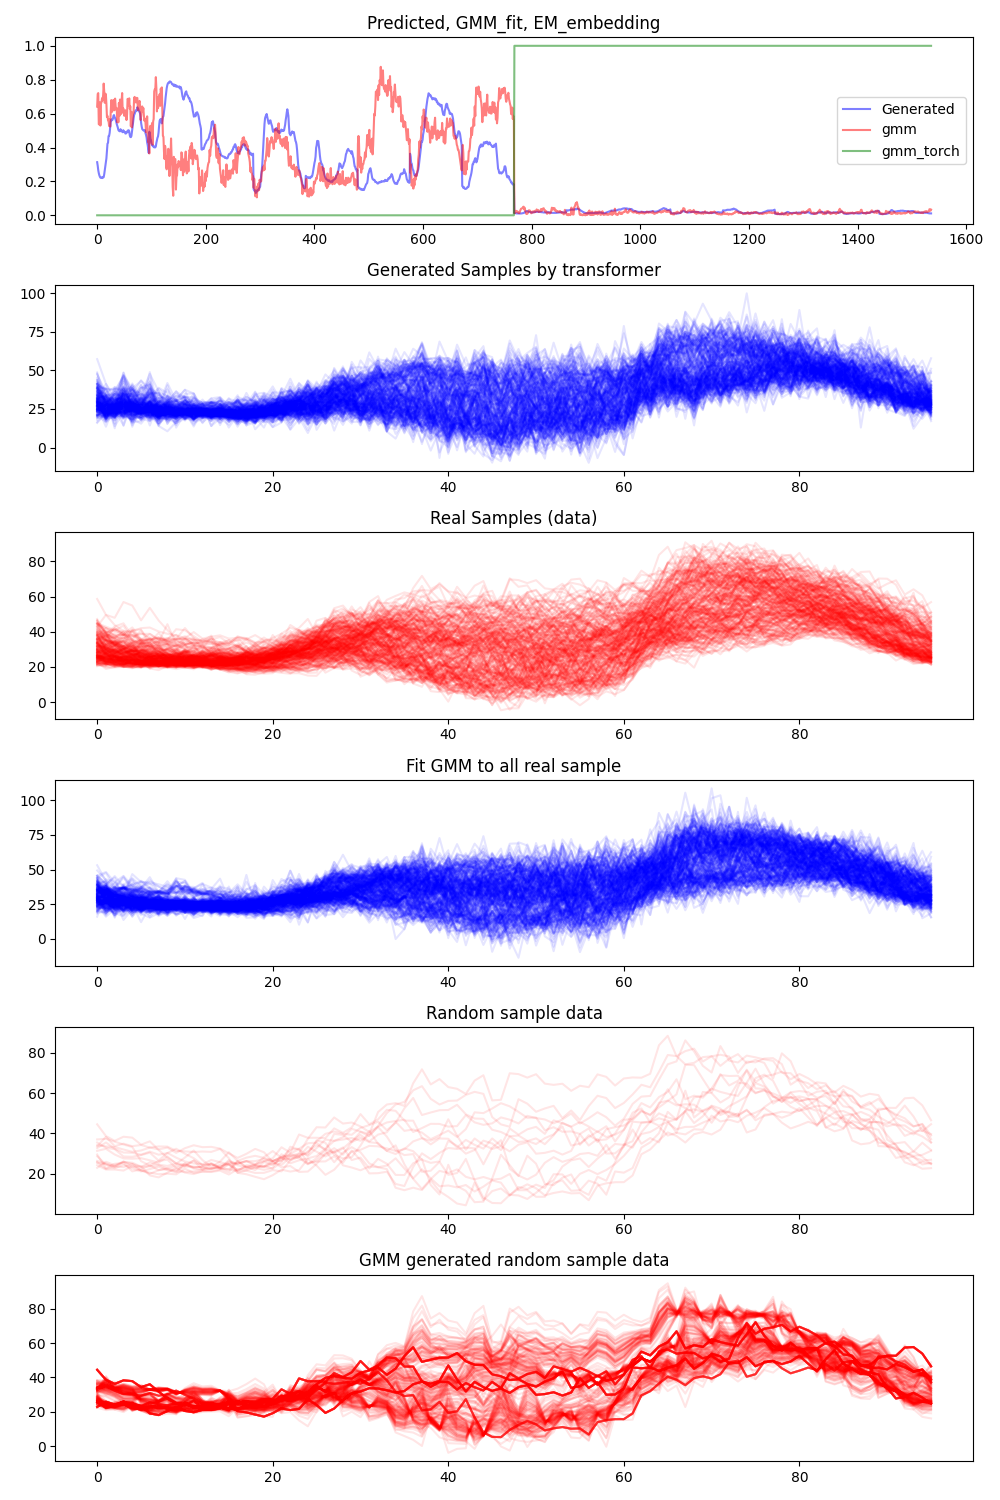 Predicted, GMM_fit, EM_embedding
1.0
0.8
0.6
0.4
0.2
0.0
Generated
gmm
gmm_torch
0 200 400 600 800 1000 1200 1400 1600
Generated Samples by transformer
100
75
50
25
0
0 20 40 60 80
Real Samples (data)
80
60
40
20
0
0 20 40 60 80
Fit GMM to all real sample
100
75
50
25
0
0 20 40 60 80
Random sample data
80
60
40
20
0 20 40 60 80
GMM generated random sample data
80
60
40
20
0
0 20 40 60 80